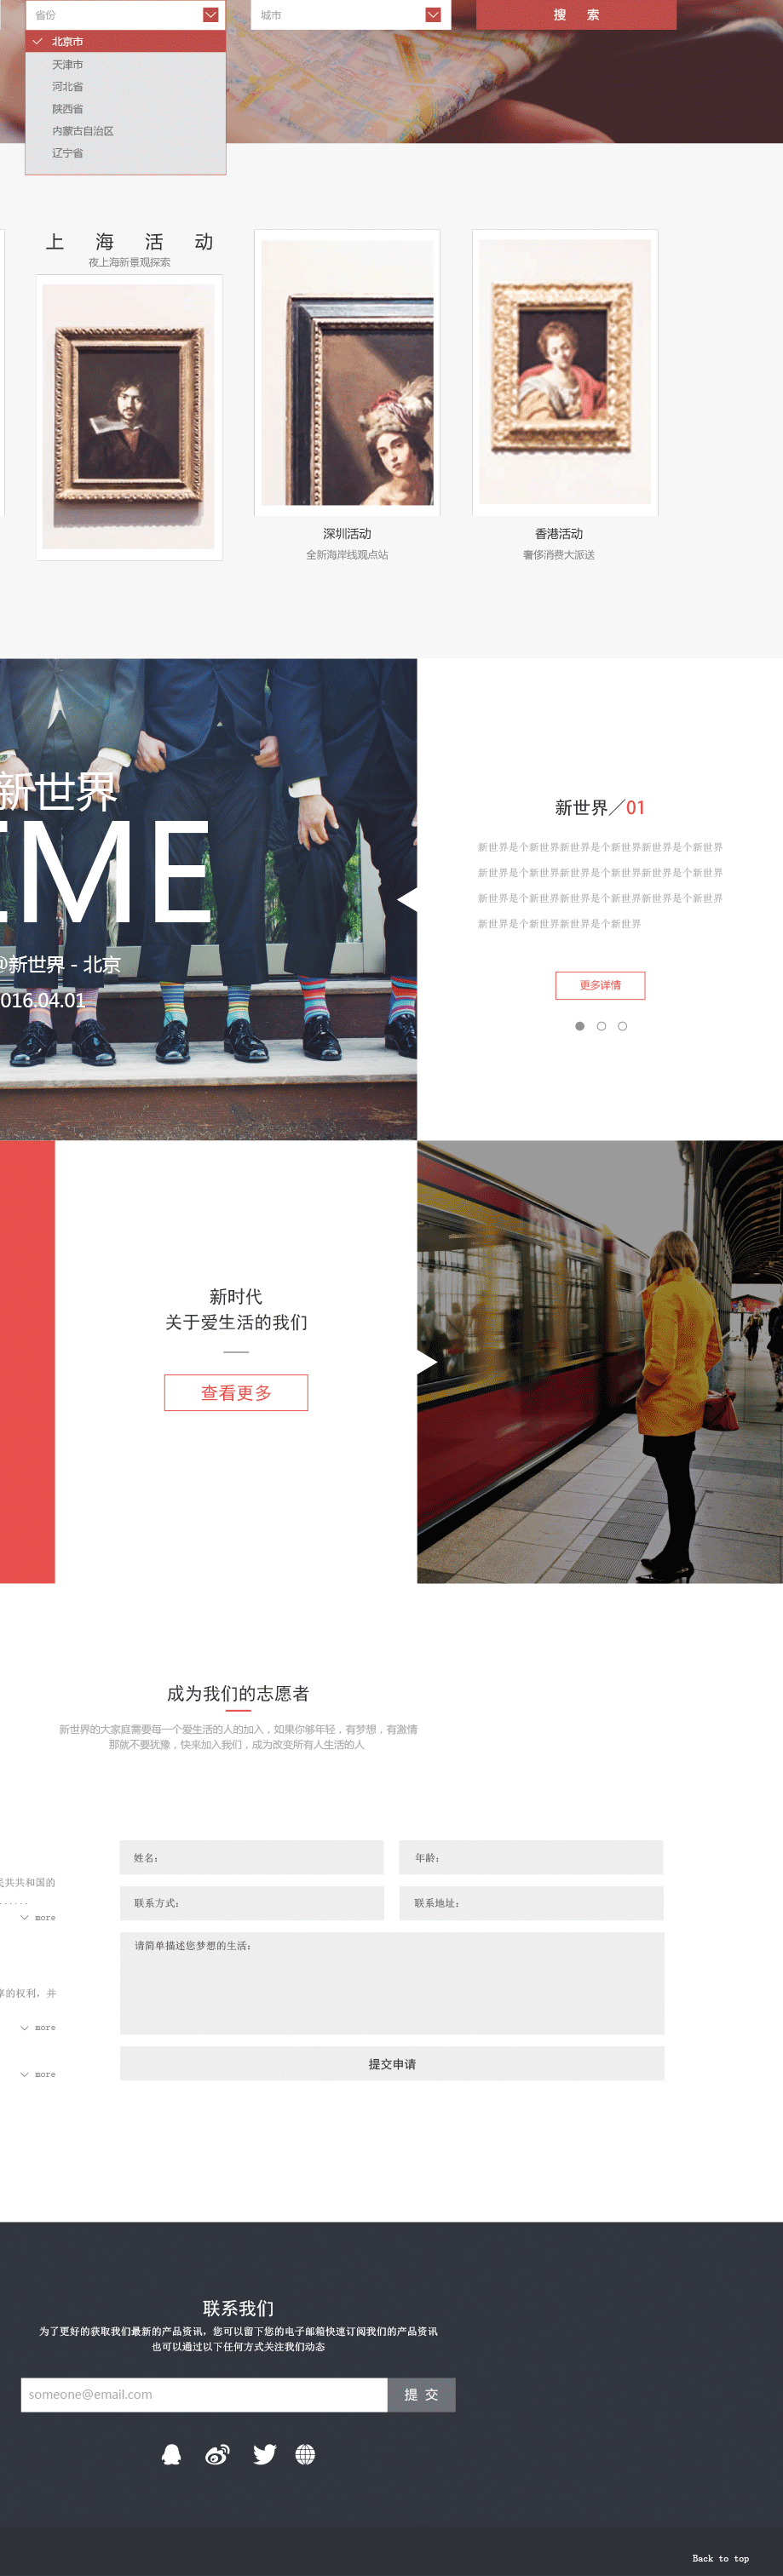 省份
城市
搜 索
北京市
天津市
河北省
陕西省
内蒙古自治区
辽宁省
上 海 活 动
夜上海新景观探索
深圳活动
全新海岸线观点站
香港活动
奢侈消费大派送
新世界
EME
@新世界 - 北京
016.04.01
新世界／01
新世界是个新世界新世界是个新世界新世界是个新世界
新世界是个新世界新世界是个新世界新世界是个新世界
新世界是个新世界新世界是个新世界新世界是个新世界
新世界是个新世界新世界是个新世界
更多详情
新时代
关于爱生活的我们
查看更多
成为我们的志愿者
新世界的大家庭需要每一个爱生活的人的加入，如果你够年轻，有梦想，有激情
那就不要犹豫，快来加入我们，成为改变所有人生活的人
民共共和国的
......
more
享的权利，并
more
more
姓名：
年龄：
联系方式：
联系地址：
请简单描述您梦想的生活：
提交申请
联系我们
为了更好的获取我们最新的产品资讯，您可以留下您的电子邮箱快速订阅我们的产品资讯
也可以通过以下任何方式关注我们动态
someone@email.com
提 交
Back to top